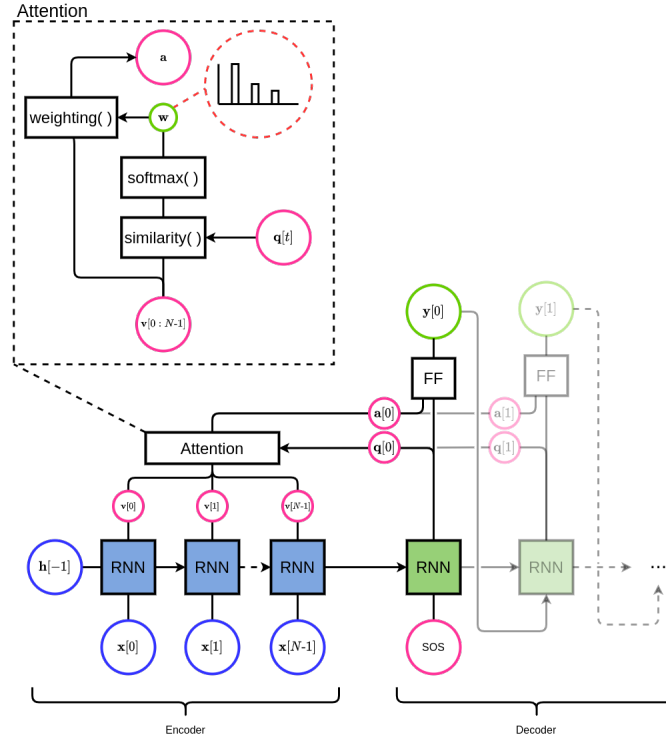 Attention
a
weighting( )
w
softmax( )
similarity( )
q[t]
v[0 : N-1]
y[0]
y[1]
FF
FF
a[0]
a[1]
Attention
q[0]
q[1]
v[0]
v[1]
v[N-1]
h[−1]
RNN
RNN
RNN
RNN
RNN
...
x[0]
x[1]
x[N-1]
SOS
Encoder
Decoder